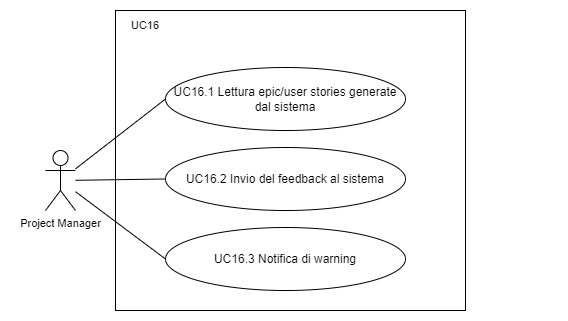 UC16
UC16.1 Lettura epic/user stories generate
dal sistema
UC16.2 Invio del feedback al sistema
Project Manager
UC16.3 Notifica di warning